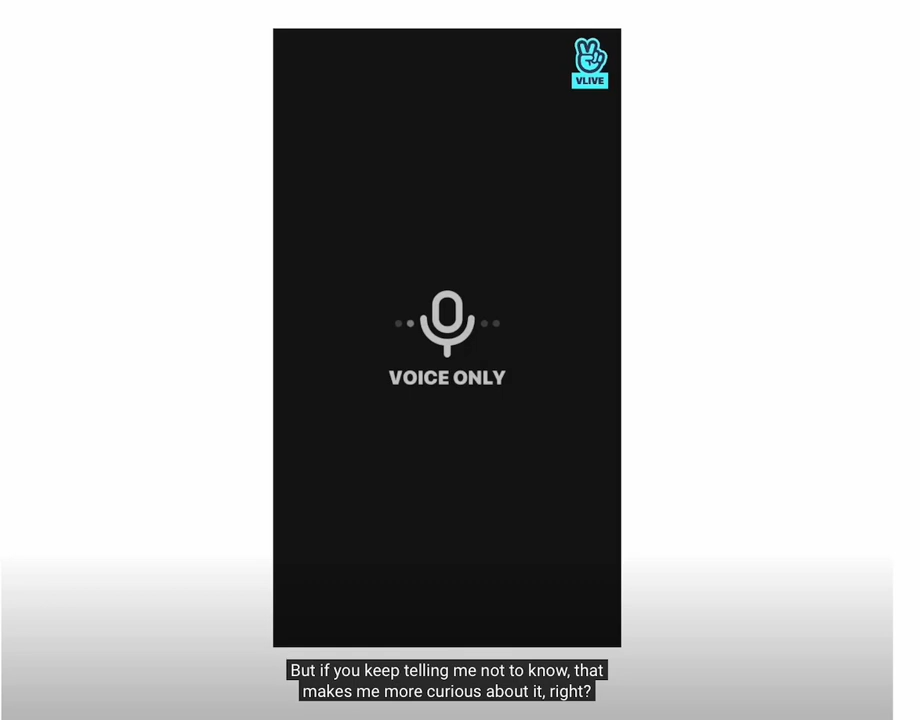 VLIVE
VOICE ONLY
But if you keep telling me not to know, that
makes me more curious about it, right?